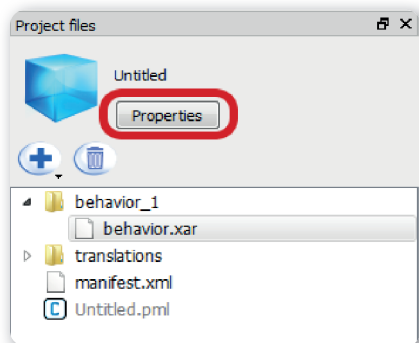 Project files
Untitled
Properties
behavior_1
behavior.xar
translations
manifest.xml
Untitled.pml